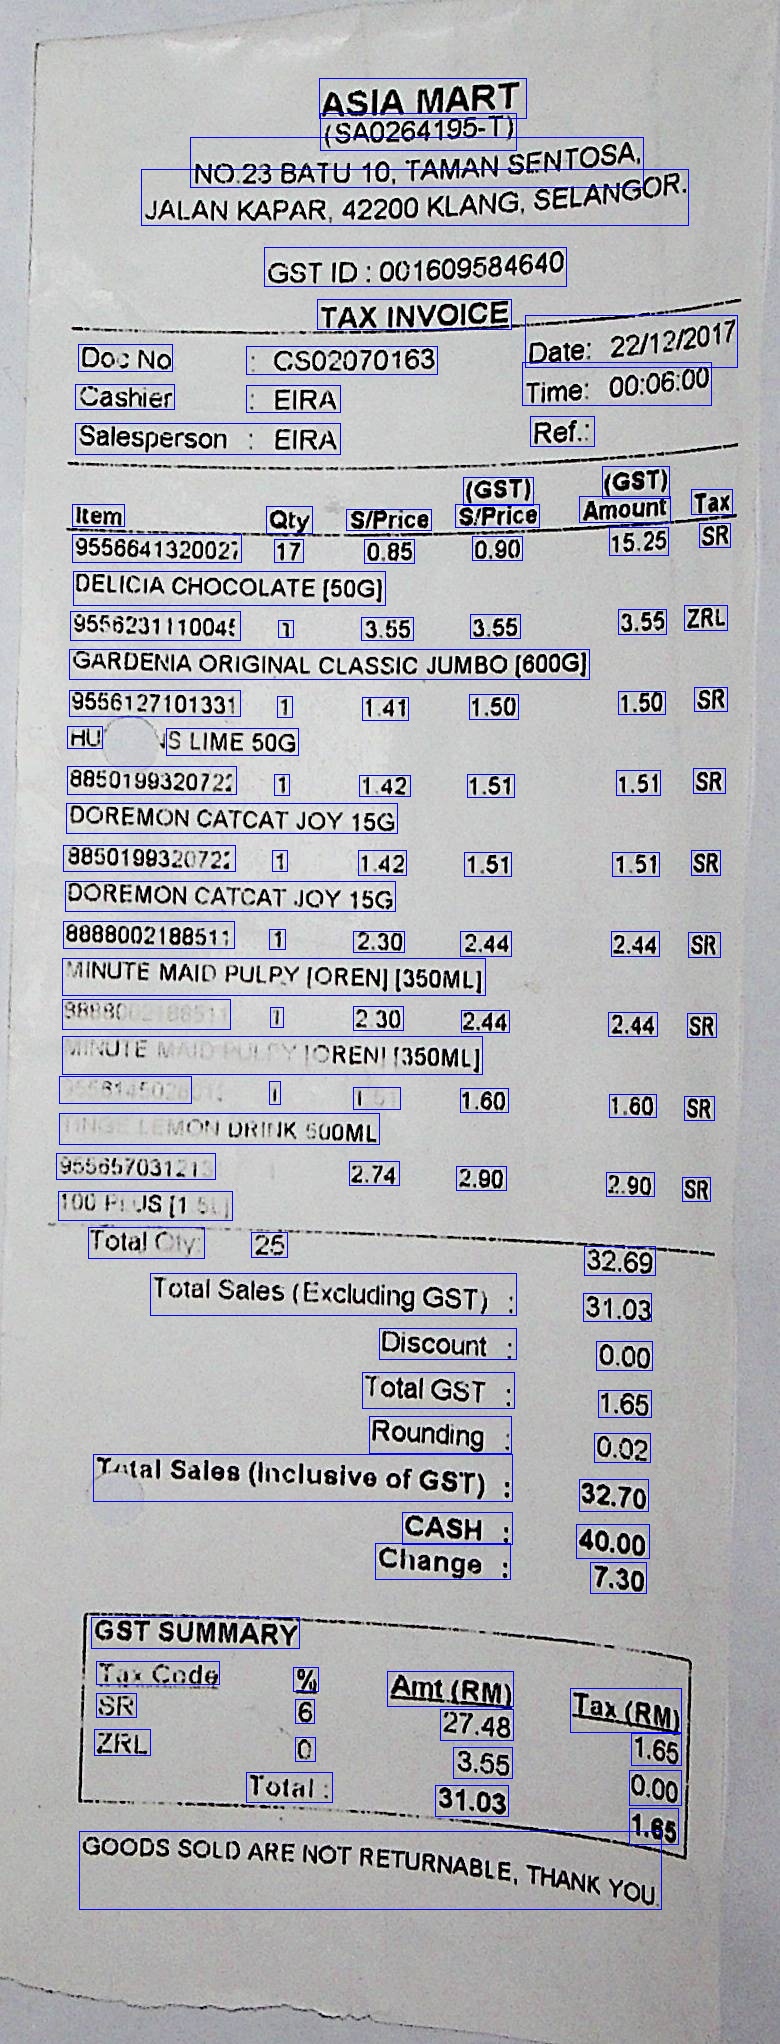 ASIA MART
(SA0264195-T)
NO.23 BATU 10, TAMAN SENTOSA,
JALAN KAPAR, 42200 KLANG, SELANGOR.
GST ID : 001609584640
TAX INVOICE
Doc No : CS02070163 Date: 22/12/2017
Cashier : EIRA Time: 00:06:00
Salesperson : EIRA Ref.:
(GST) (GST)
Item Qty S/Price S/Price Amount Tax
9556641320027 17 0.85 0.90 15.25 SR
DELICIA CHOCOLATE [50G]
9556231110045 1 3.55 3.55 3.55 ZRL
GARDENIA ORIGINAL CLASSIC JUMBO [600G]
9556127101331 1 1.41 1.50 1.50 SR
LIME 50G
8850199320722 1 1.42 1.51 1.51 SR
DOREMON CATCAT JOY 15G
8850199320722 1 1.42 1.51 1.51 SR
DOREMON CATCAT JOY 15G
8888002188511 1 2.30 2.44 2.44 SR
MINUTE MAID PULPY [OREN] [350ML]
8888002188511 1 2.30 2.44 2.44 SR
MINUTE MAID PULPY [OREN] [350ML]
1 1.60 1.60 SR
LEMON DRINK 500ML
2.74 2.90 2.90 SR
100 PLUS [1.5L]
Total Qty: 25 32.69
Total Sales (Excluding GST) : 31.03
Discount : 0.00
Total GST : 1.65
Rounding : 0.02
Total Sales (Inclusive of GST) : 32.70
CASH : 40.00
Change : 7.30
GST SUMMARY
Tax Code % Amt (RM) Tax (RM)
SR 6 27.48 1.65
ZRL 0 3.55 0.00
Total : 31.03 1.65
GOODS SOLD ARE NOT RETURNABLE, THANK YOU.